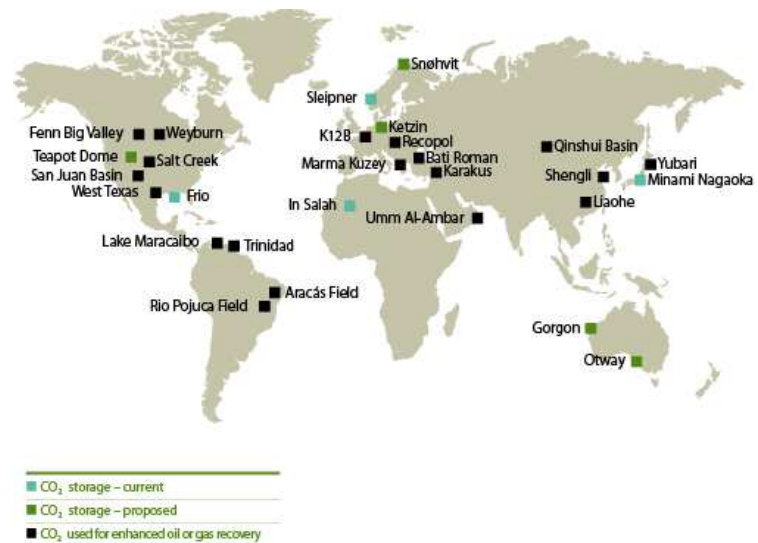 Snøhvit
Sleipner
Fenn Big Valley
Weyburn
K12B
Ketzin
Recopol
Qinshui Basin
Teapot Dome
Salt Creek
Marma Kuzey
Bati Roman
Yubari
San Juan Basin
Karakus
Shengli
Minami Nagaoka
West Texas
Frio
In Salah
Umm Al-Ambar
Liaohe
Lake Maracaibo
Trinidad
Aracás Field
Rio Pojuca Field
Gorgon
Otway
CO₂ storage – current
CO₂ storage – proposed
CO₂ used for enhanced oil or gas recovery